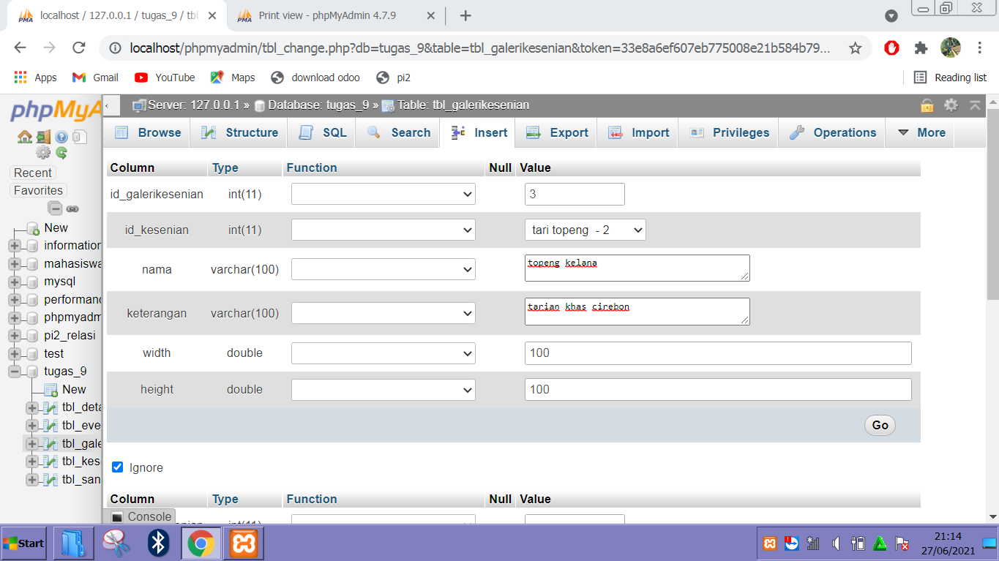 localhost / 127.0.0.1 / tugas_9 / tbl_
Print view - phpMyAdmin 4.7.9
localhost/phpmyadmin/tbl_change.php?db=tugas_9&table=tbl_galerikesenian&token=33e8a6ef607eb775008e21b584b79...
Apps Gmail YouTube Maps download odoo pi2 Reading list
phpMyA
Server: 127.0.0.1 » Database: tugas_9 » Table: tbl_galerikesenian
Browse Structure SQL Search Insert Export Import Privileges Operations More
Recent
Favorites
New
information
mahasiswa
mysql
performanc
phpmyadm
pi2_relasi
test
tugas_9
New
tbl_deta
tbl_eve
tbl_gale
tbl_kes
tbl_san
Column Type Function Null Value
id_galerikesenian int(11) 3
id_kesenian int(11) tari topeng - 2
nama varchar(100) topeng kelana
keterangan varchar(100) tarian khas cirebon
width double 100
height double 100
Go
Ignore
Column Type Function Null Value
Console
int(11)
Start
21:14
27/06/2021